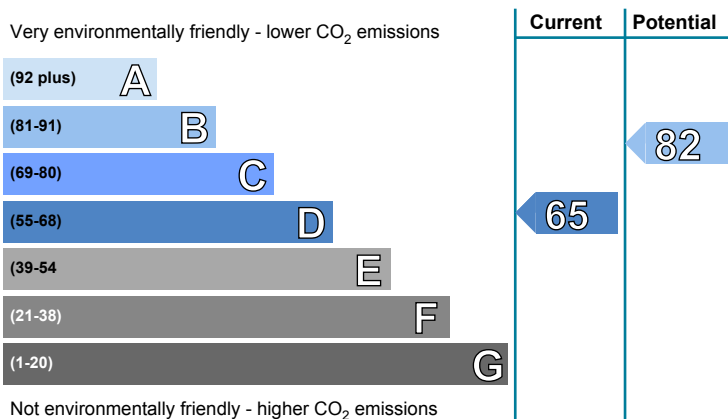 Current Potential
Very environmentally friendly - lower CO2 emissions
(92 plus) A
(81-91) B
82
(69-80) C
(55-68) D
65
(39-54 E
(21-38) F
(1-20) G
Not environmentally friendly - higher CO2 emissions